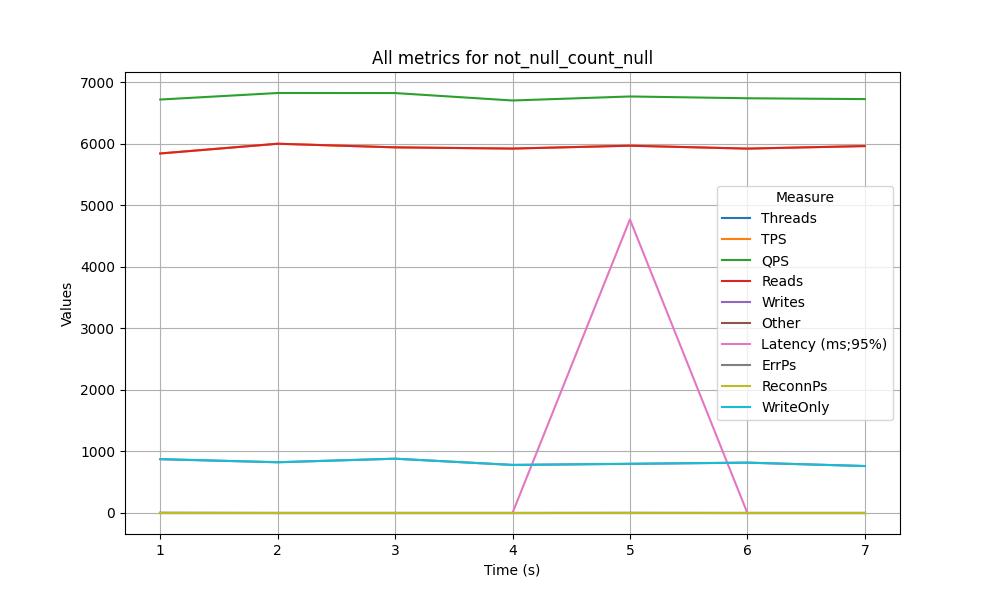 All metrics for not_null_count_null
7000
6000
5000
4000
3000
2000
1000
0
Values
1 2 3 4 5 6 7
Time (s)
Measure
Threads
TPS
QPS
Reads
Writes
Other
Latency (ms;95%)
ErrPs
ReconnPs
WriteOnly